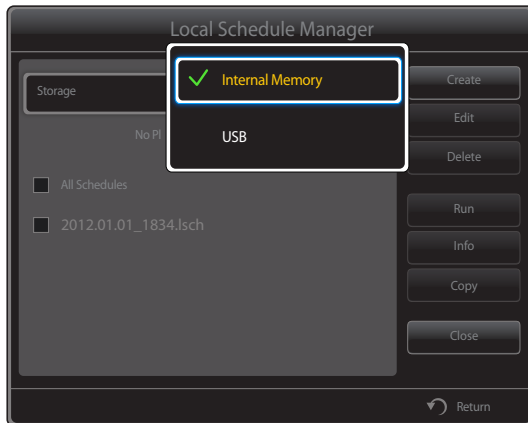 Local Schedule Manager
Storage
Internal Memory
USB
No Pl
All Schedules
2012.01.01_1834.lsch
Create
Edit
Delete
Run
Info
Copy
Close
Return